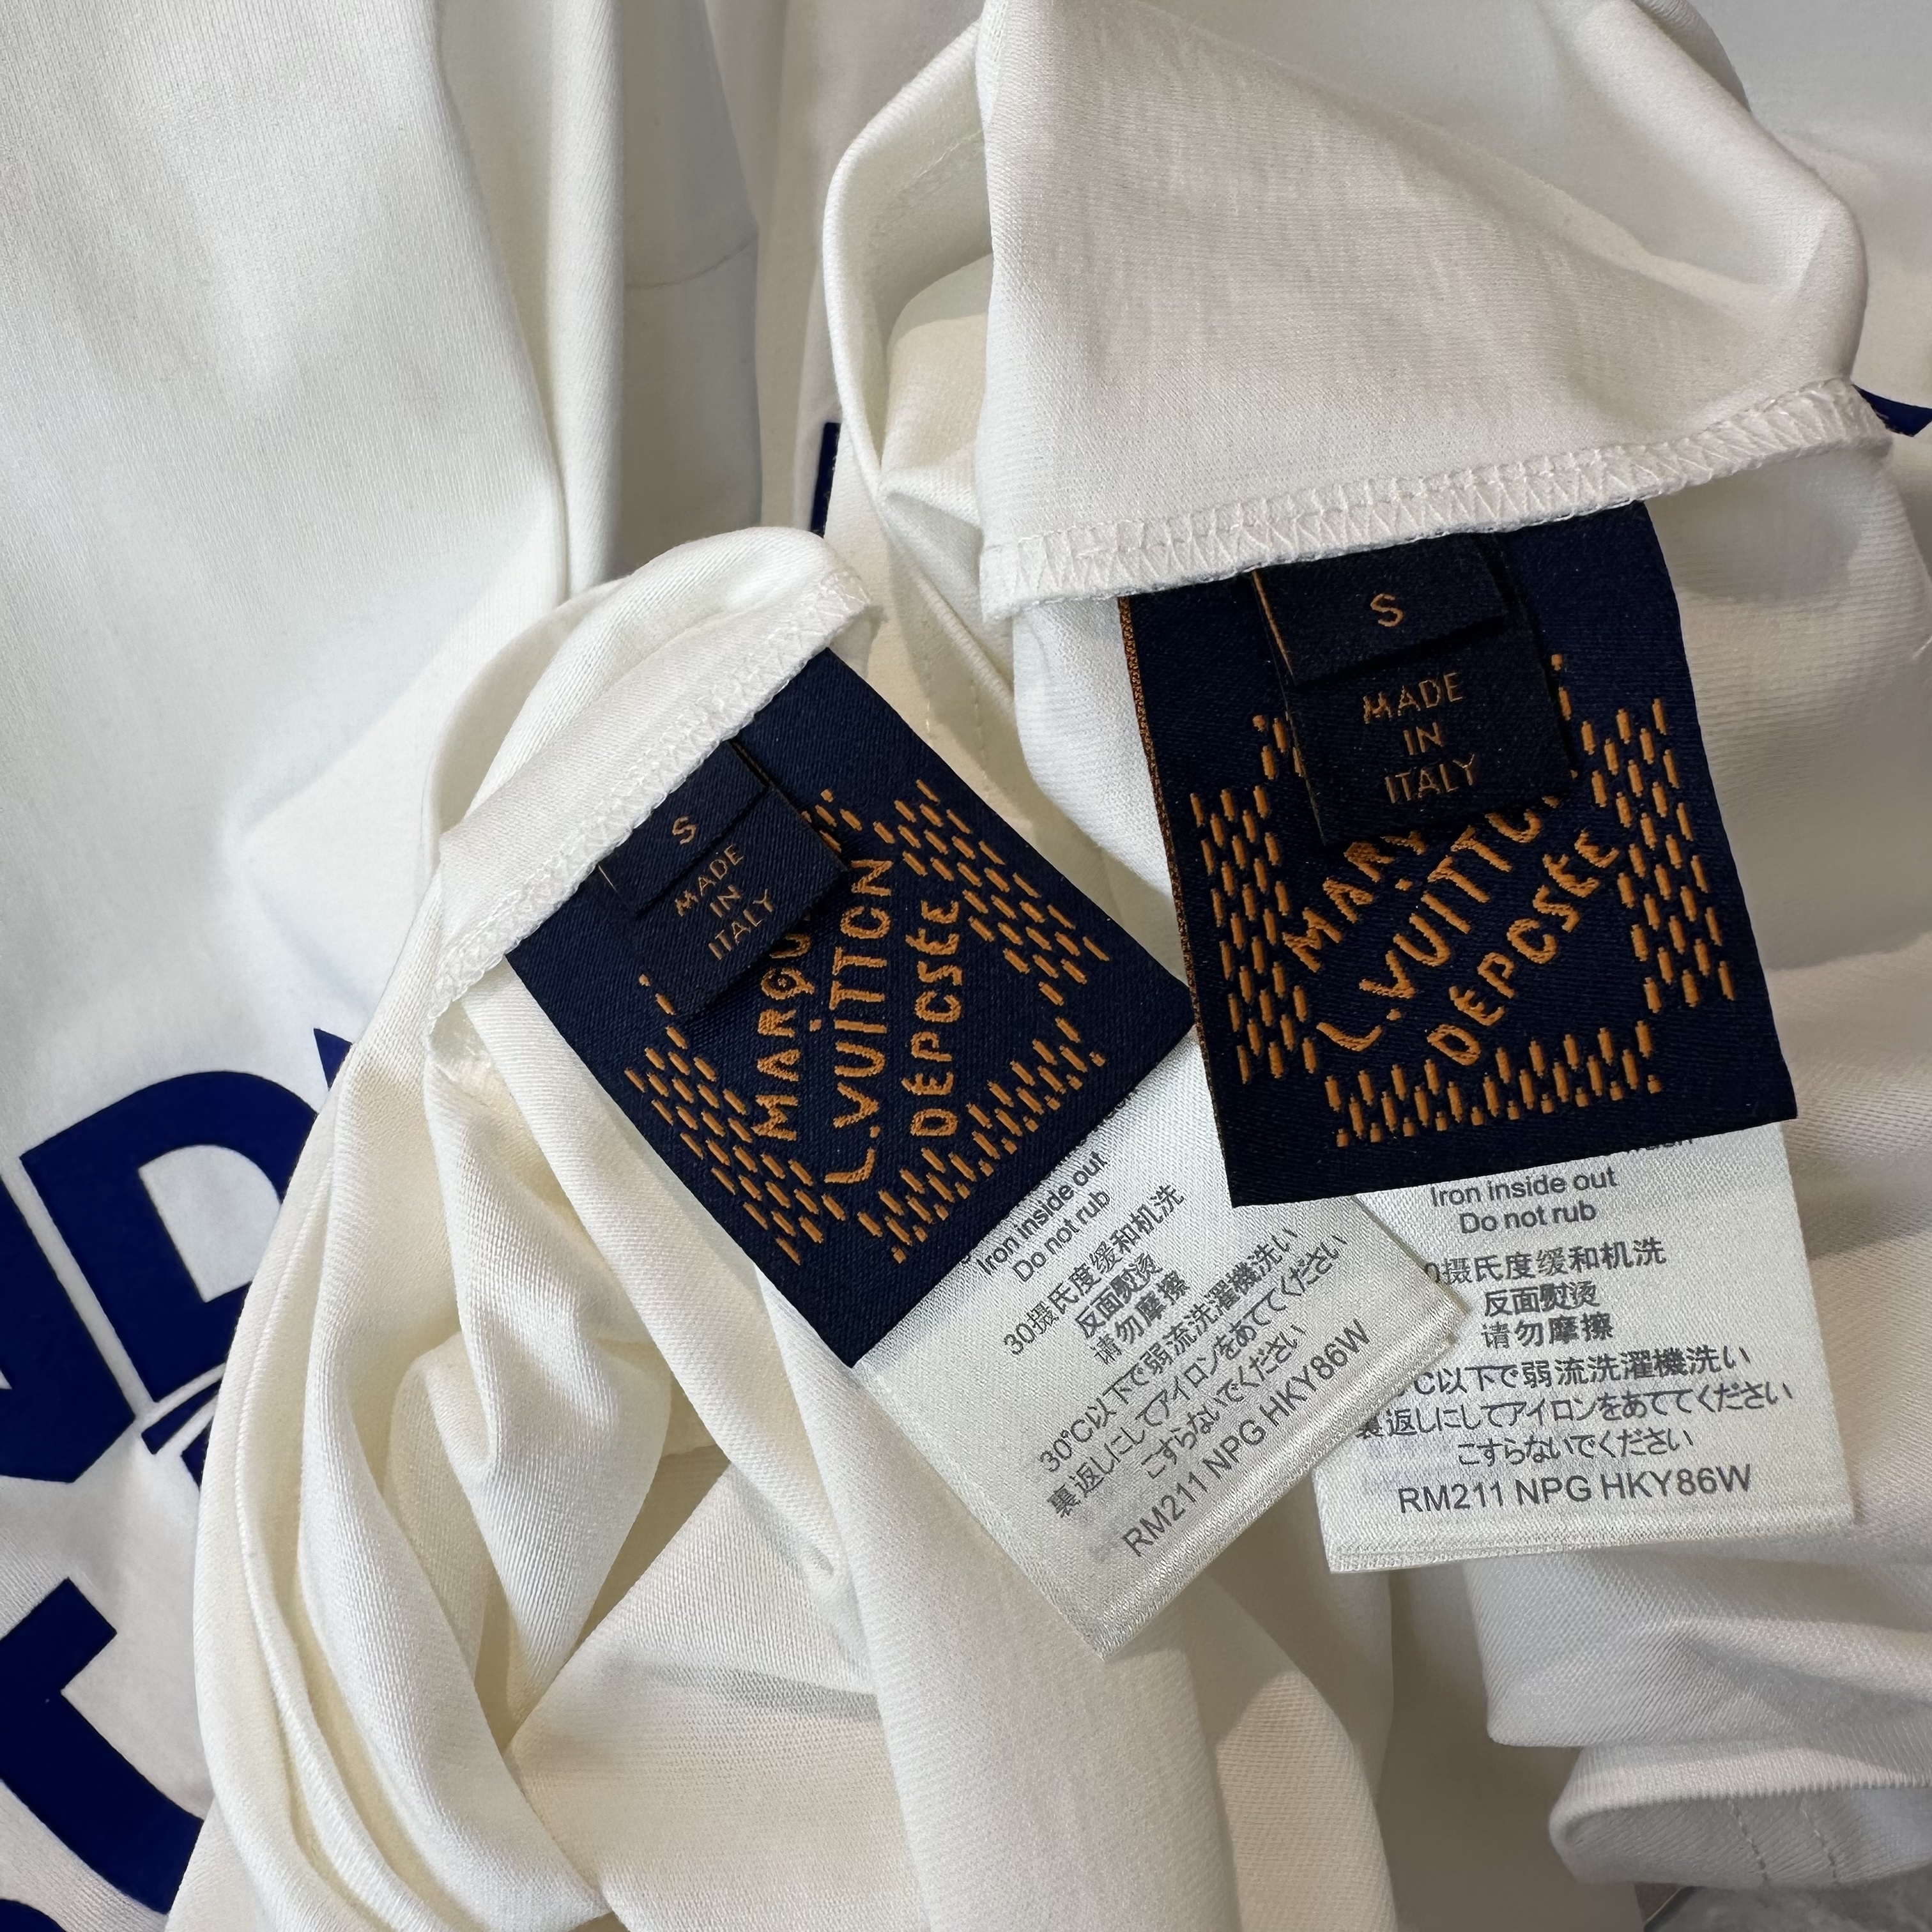 S
MADE
IN
ITALY
L.VUITTON
DÉPOSÉE
Iron inside out
Do not rub
30摄氏度缓和机洗
反面熨烫
请勿摩擦
30℃以下で弱流洗濯機洗い
裏返しにしてアイロンをあててください
こすらないでください
RM211 NPG HKY86W
S
MADE
IN
ITALY
L.VUITTO
DÉPOSÉE
Iron inside out
Do not rub
0摄氏度缓和机洗
反面熨烫
请勿摩擦
℃以下で弱流洗濯機洗い
裏返しにしてアイロンをあててください
こすらないでください
RM211 NPG HKY86W